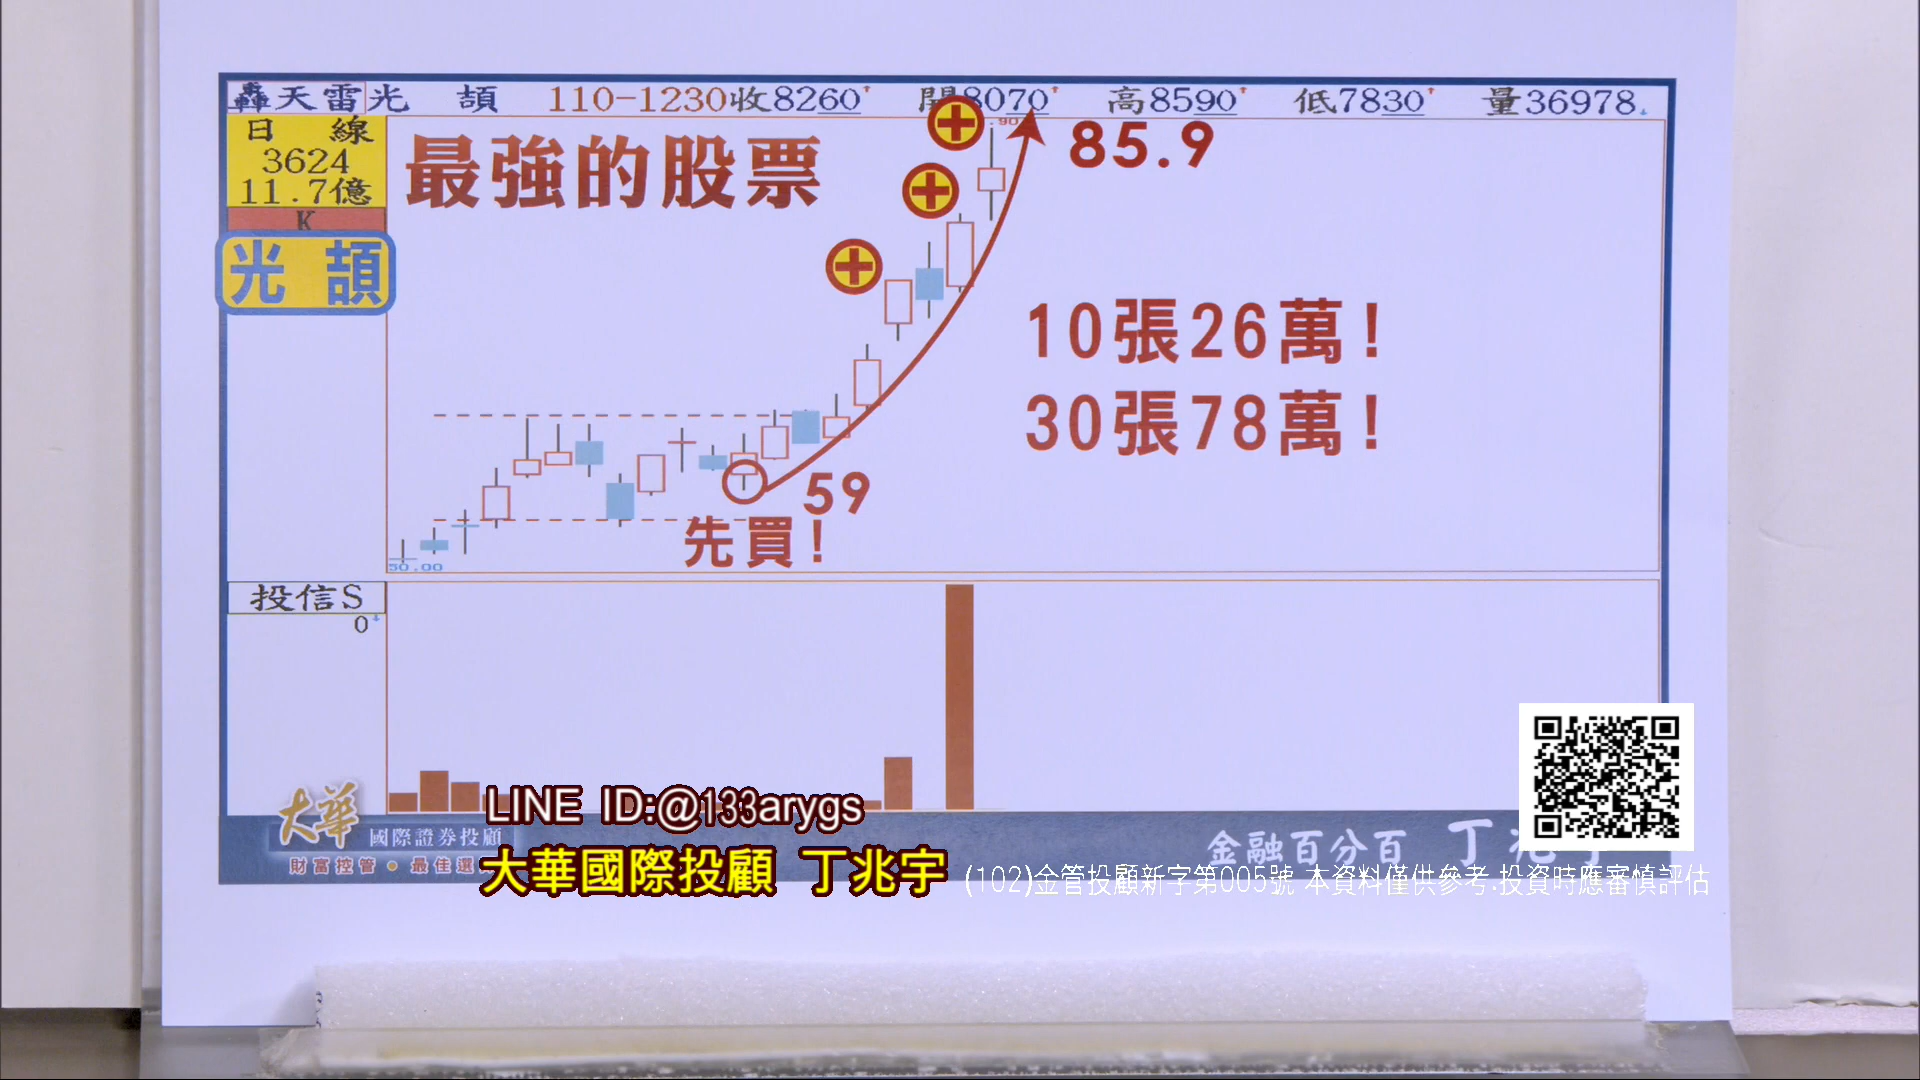 轟天雷光 頡 110-1230收8260 開8070 高8590 低7830 量36978
日 線
3624
11.7億
K
光 頡
最強的股票
85.9
10張26萬!
30張78萬!
59
先買!
50.00
投信S
0
大華國際證券投顧
財富控管 最佳選
金融百分百 丁兆宇
LINE ID:@133arygs
大華國際投顧 丁兆宇
(102)金管投顧新字第005號 本資料僅供參考.投資時應審慎評估